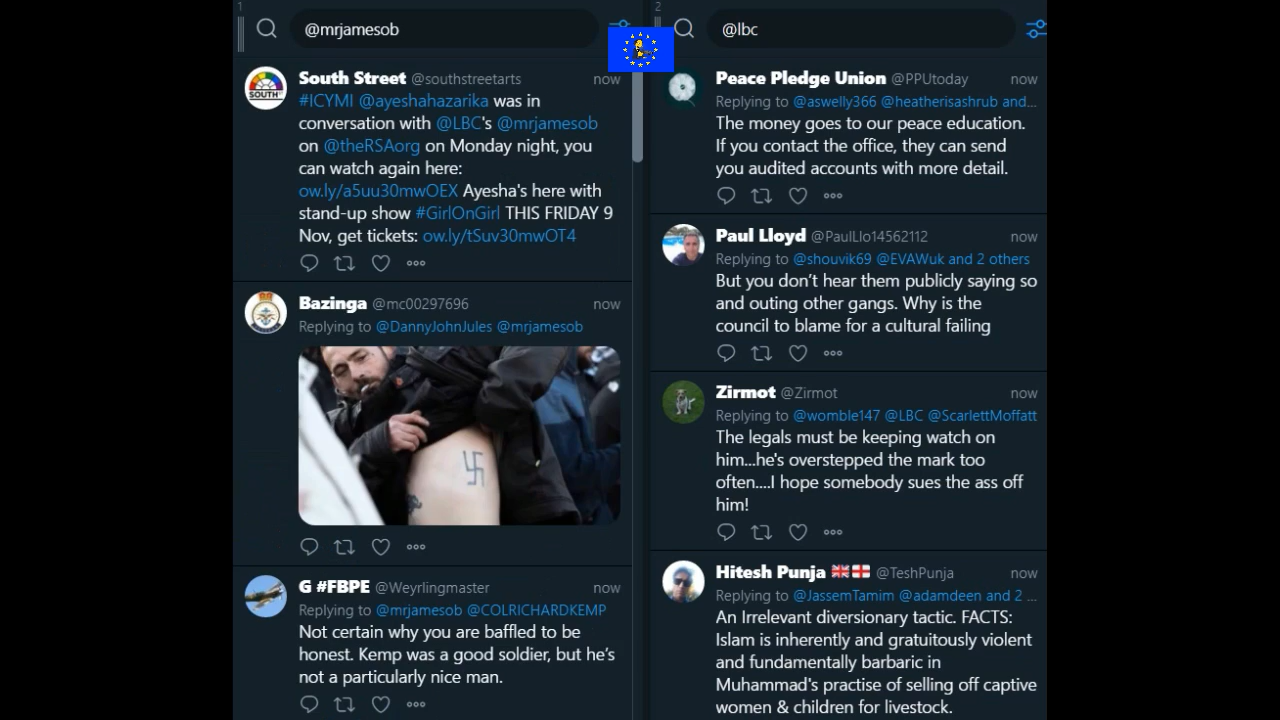 1
@mrjamesob
South Street @southstreetarts now
#ICYMI @ayeshahazarika was in
conversation with @LBC's @mrjamesob
on @theRSAorg on Monday night, you
can watch again here:
ow.ly/a5uu30mwOEX Ayesha's here with
stand-up show #GirlOnGirl THIS FRIDAY 9
Nov, get tickets: ow.ly/tSuv30mwOT4
SOUTH
Bazinga @mc00297696 now
Replying to @DannyJohnJules @mrjamesob
G #FBPE @Weyrlingmaster now
Replying to @mrjamesob @COLRICHARDKEMP
Not certain why you are baffled to be
honest. Kemp was a good soldier, but he's
not a particularly nice man.
2
@lbc
Peace Pledge Union @PPUtoday now
Replying to @aswelly366 @heatherisashrub and...
The money goes to our peace education.
If you contact the office, they can send
you audited accounts with more detail.
Paul Lloyd @PaulLlo14562112 now
Replying to @shouvik69 @EVAWuk and 2 others
But you don't hear them publicly saying so
and outing other gangs. Why is the
council to blame for a cultural failing
Zirmot @Zirmot now
Replying to @womble147 @LBC @ScarlettMoffatt
The legals must be keeping watch on
him...he's overstepped the mark too
often....I hope somebody sues the ass off
him!
Hitesh Punja @TeshPunja now
Replying to @JassemTamim @adamdeen and 2 ...
An Irrelevant diversionary tactic. FACTS:
Islam is inherently and gratuitously violent
and fundamentally barbaric in
Muhammad's practise of selling off captive
women & children for livestock.